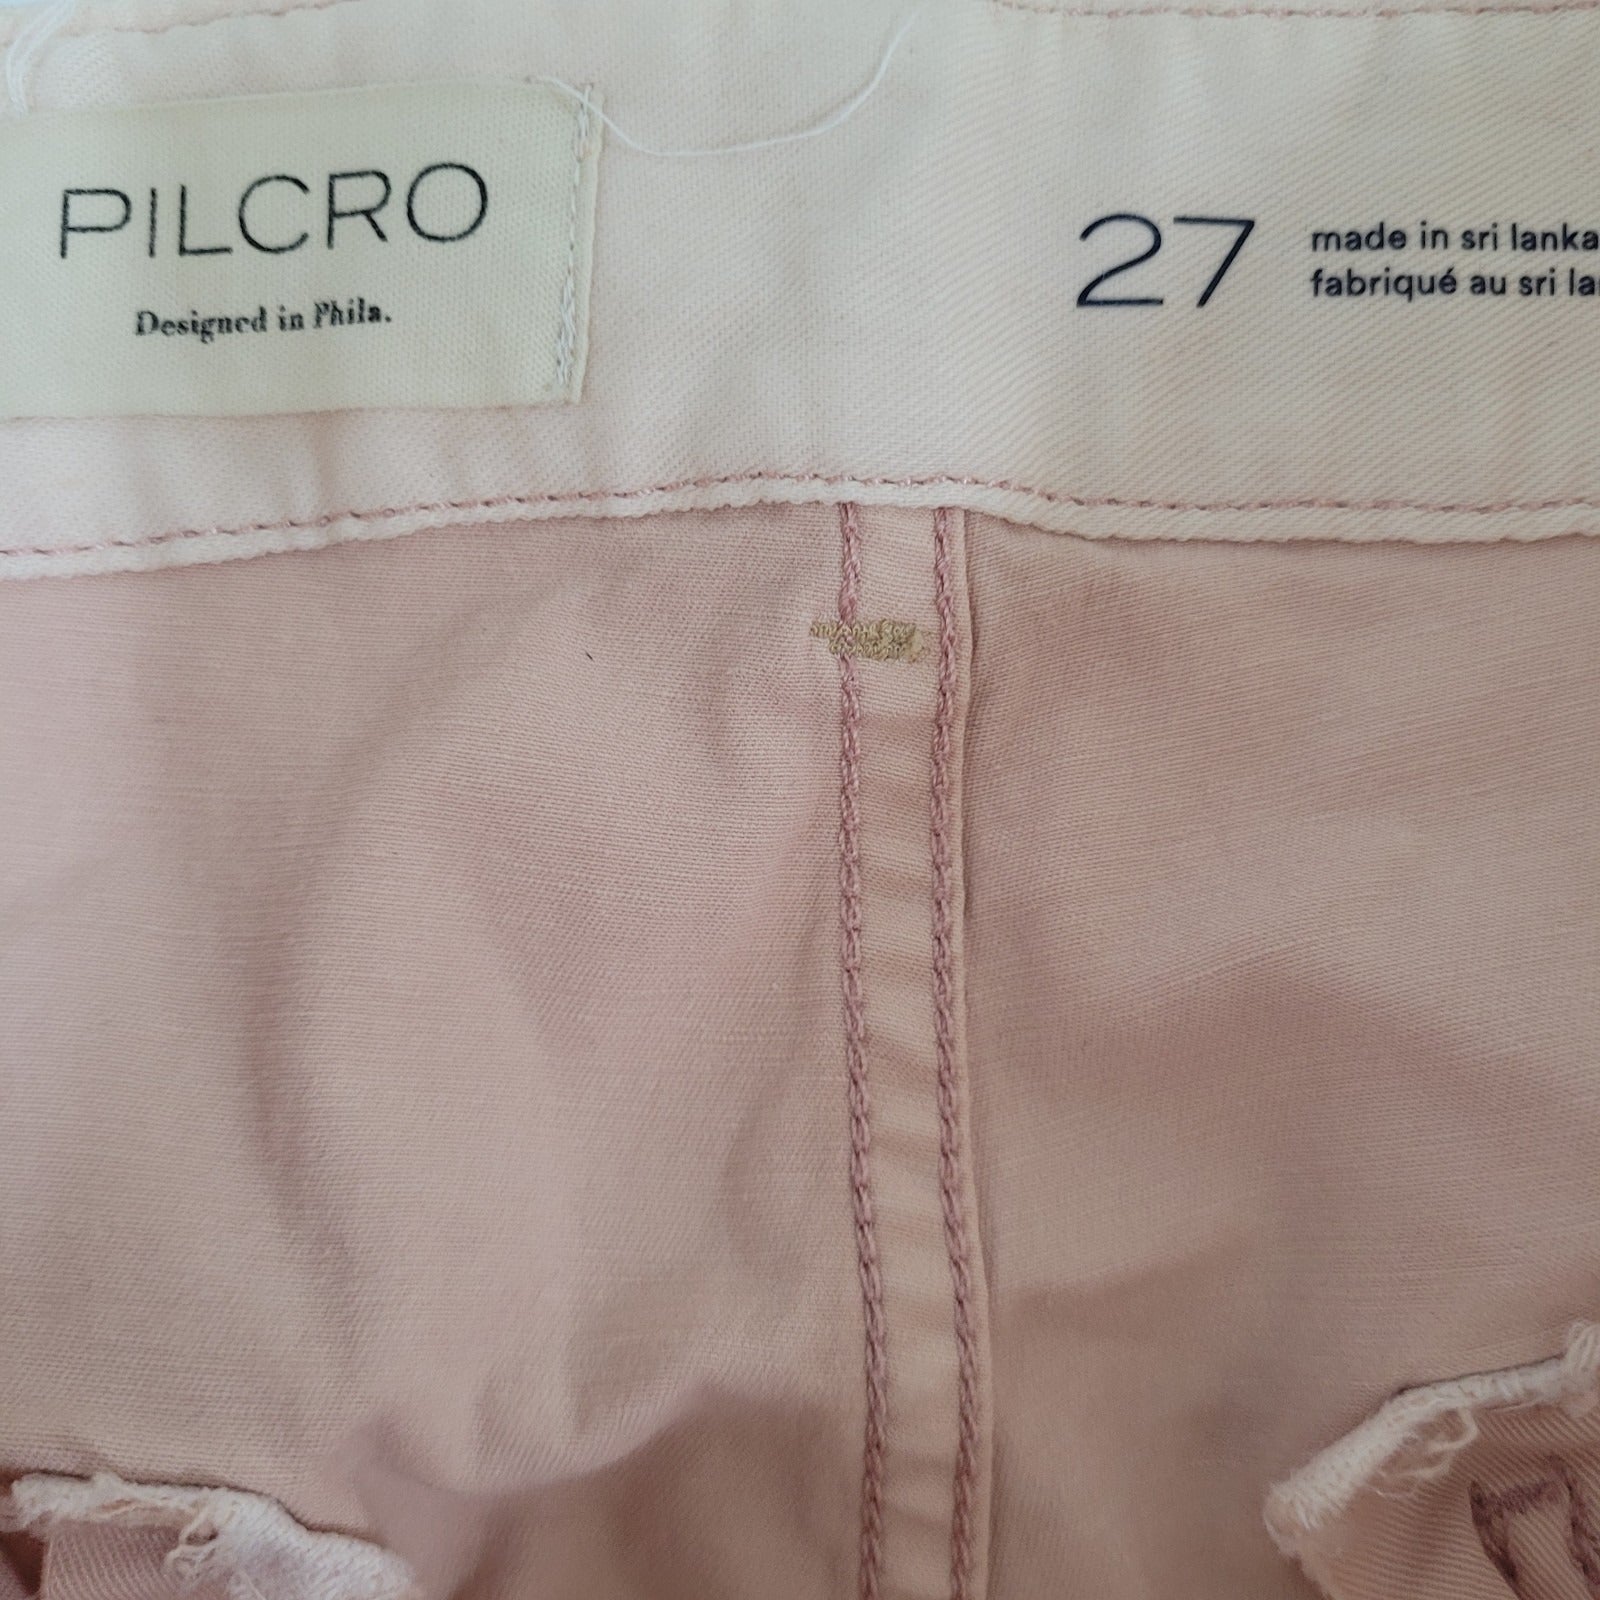 PILCRO
Designed in Phila.
27
made in sri lanka
fabriqué au sri